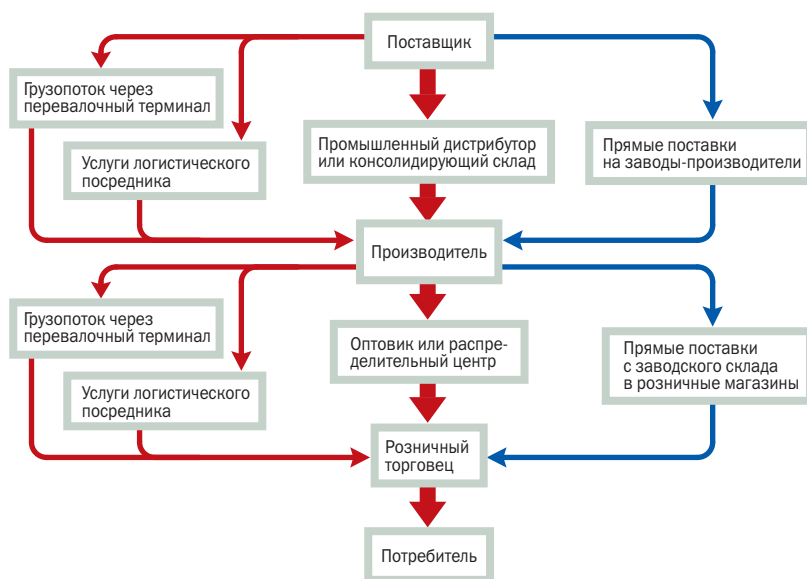 Поставщик
Грузопоток через
перевалочный терминал
Услуги логистического
посредника
Промышленный дистрибутор
или консолидирующий склад
Прямые поставки
на заводы-производители
Производитель
Грузопоток через
перевалочный терминал
Услуги логистического
посредника
Оптовик или распре-
делительный центр
Прямые поставки
с заводского склада
в розничные магазины
Розничный
торговец
Потребитель